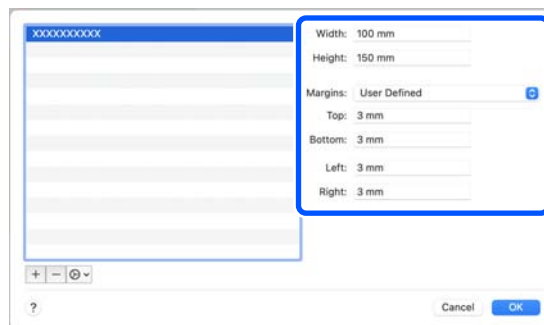 XXXXXXXXXX
Width: 100 mm
Height: 150 mm
Margins: User Defined
Top: 3 mm
Bottom: 3 mm
Left: 3 mm
Right: 3 mm
+ −
?
Cancel OK